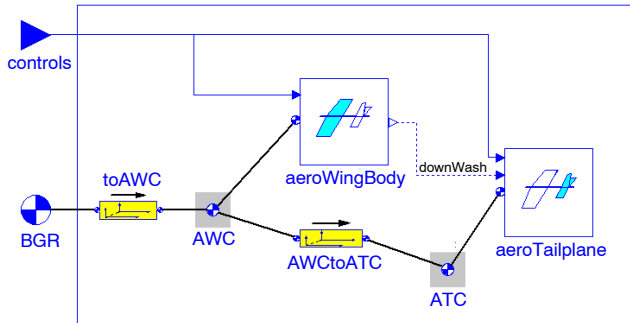 controls
aeroWingBody
downWash
toAWC
aeroTailplane
BGR
AWC
AWCtoATC
ATC